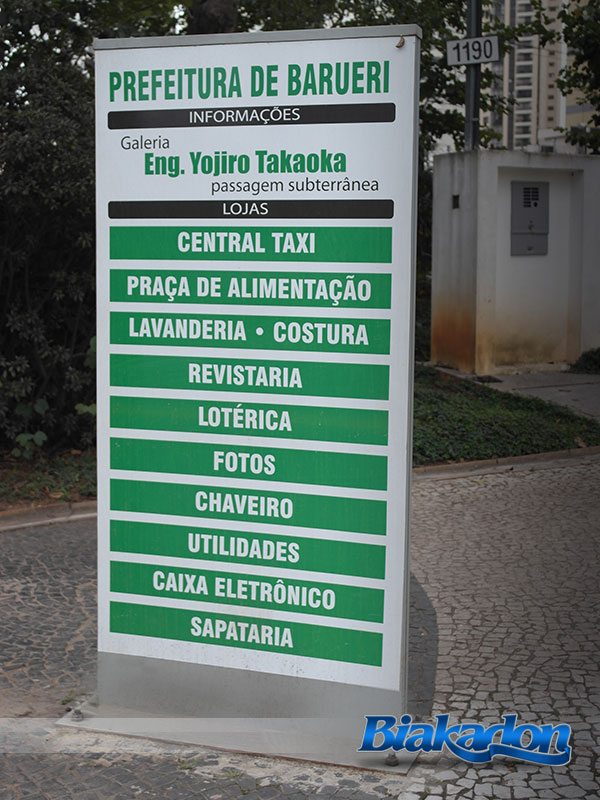 1190
PREFEITURA DE BARUERI
INFORMAÇÕES
Galeria
Eng. Yojiro Takaoka
passagem subterrânea
LOJAS
CENTRAL TAXI
PRAÇA DE ALIMENTAÇÃO
LAVANDERIA • COSTURA
REVISTARIA
LOTÉRICA
FOTOS
CHAVEIRO
UTILIDADES
CAIXA ELETRÔNICO
SAPATARIA
Biakadon